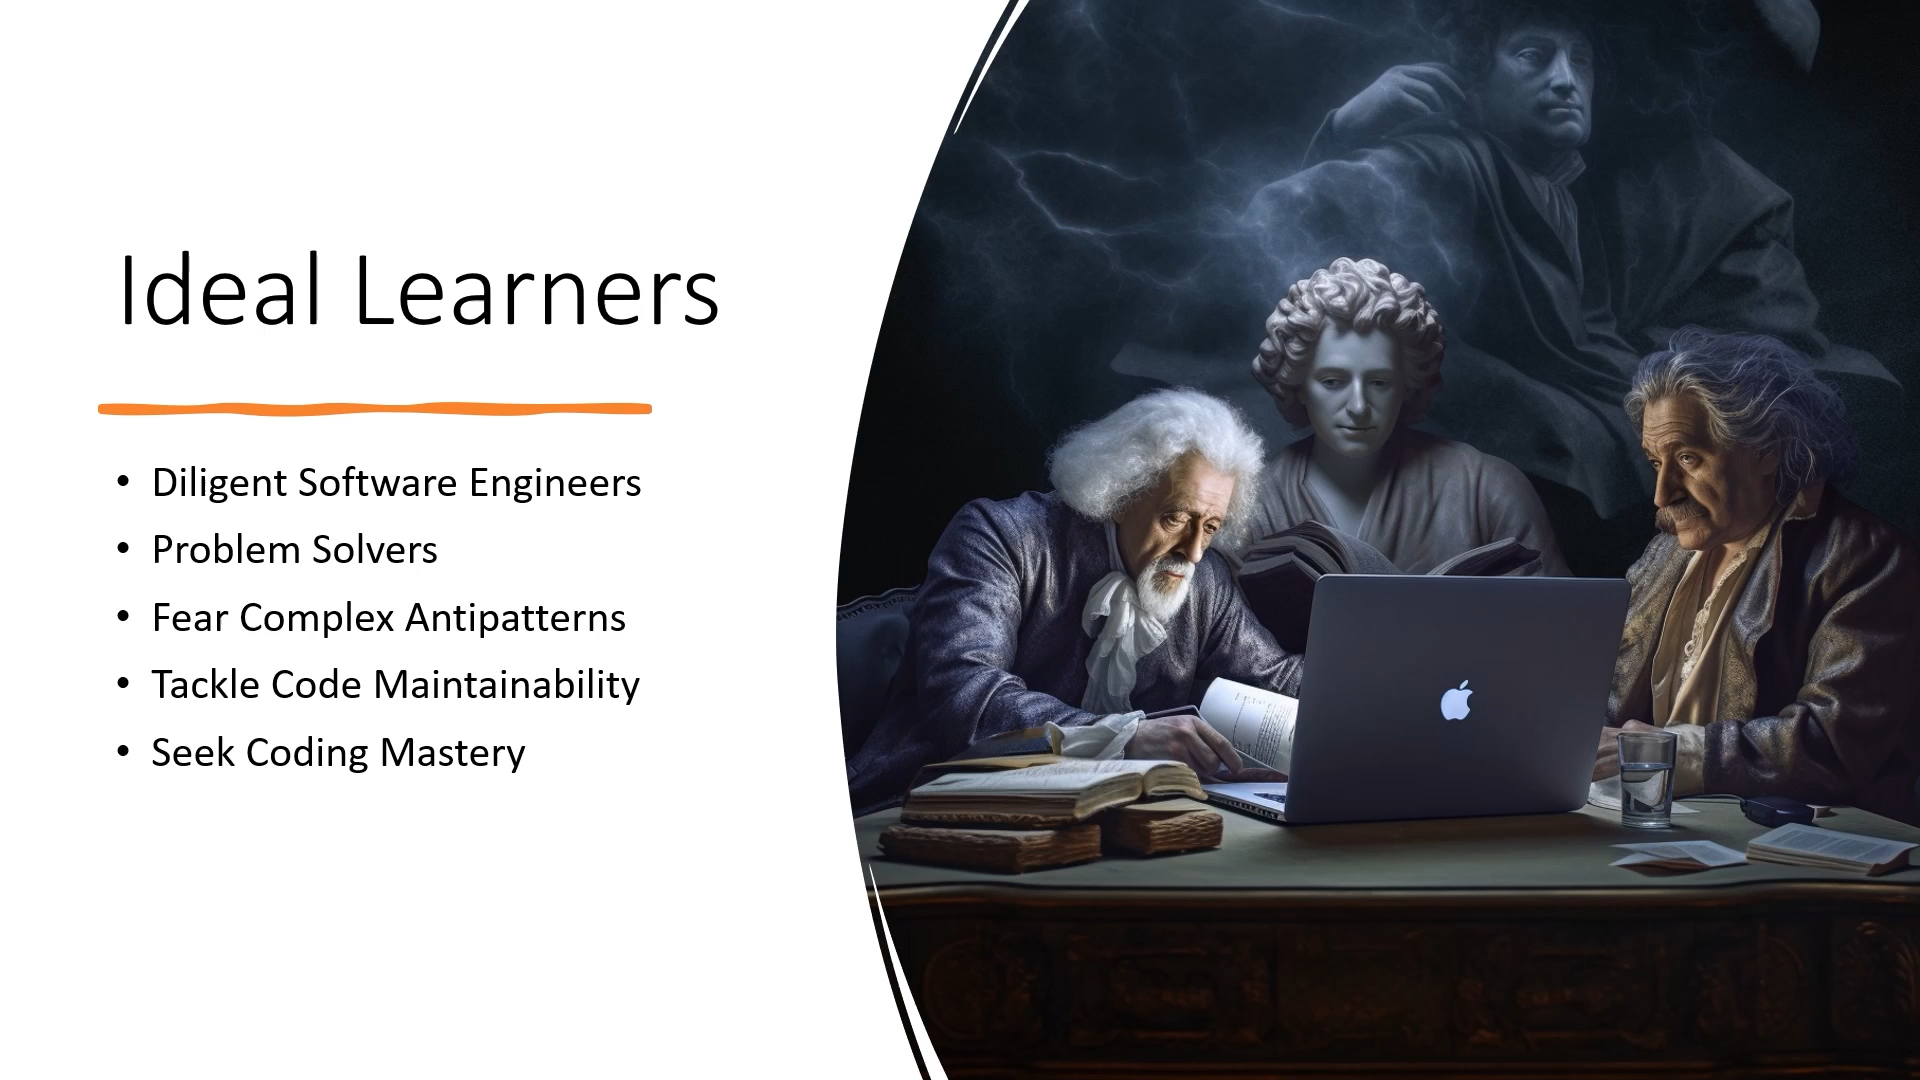 Ideal Learners
• Diligent Software Engineers
• Problem Solvers
• Fear Complex Antipatterns
• Tackle Code Maintainability
• Seek Coding Mastery